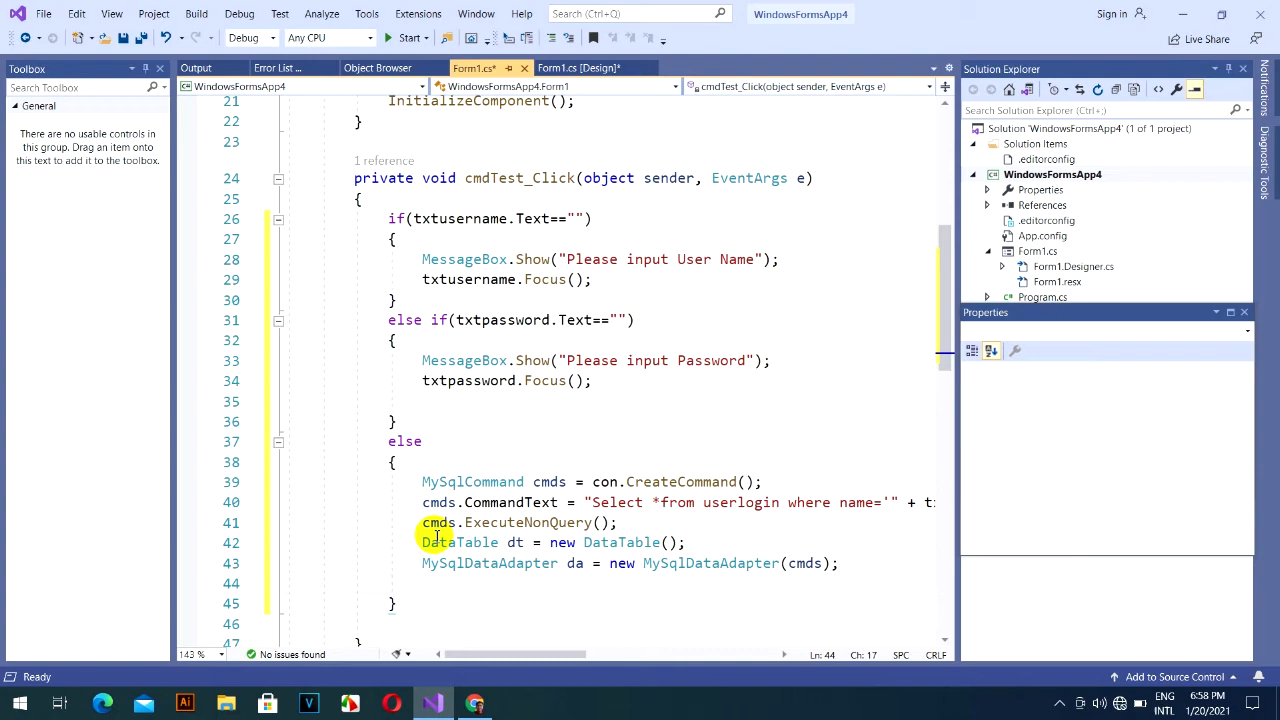 File Edit View Project Build Debug Test Analyze Tools Extensions Window Help Search (Ctrl+Q) WindowsFormsApp4 Sign in
Debug Any CPU Start Live Share
Toolbox
Search Toolbox
General
There are no usable controls in
this group. Drag an item onto
this text to add it to the toolbox.
Output Error List ... Object Browser Form1.cs* Form1.cs [Design]*
WindowsFormsApp4 WindowsFormsApp4.Form1 cmdTest_Click(object sender, EventArgs e)
21 InitializeComponent();
22 }
23
1 reference
24 private void cmdTest_Click(object sender, EventArgs e)
25 {
26 if(txtusername.Text=="")
27 {
28 MessageBox.Show("Please input User Name");
29 txtusername.Focus();
30 }
31 else if(txtpassword.Text=="")
32 {
33 MessageBox.Show("Please input Password");
34 txtpassword.Focus();
35
36 }
37 else
38 {
39 MySqlCommand cmds = con.CreateCommand();
40 cmds.CommandText = "Select *from userlogin where name='" +
41 cmds.ExecuteNonQuery();
42 DataTable dt = new DataTable();
43 MySqlDataAdapter da = new MySqlDataAdapter(cmds);
44
45 }
46
47 }
143 % No issues found Ln: 44 Ch: 17 SPC CRLF
Solution Explorer
Search Solution Explorer (Ctrl+;)
Solution 'WindowsFormsApp4' (1 of 1 project)
Solution Items
.editorconfig
WindowsFormsApp4
Properties
References
.editorconfig
App.config
Form1.cs
Form1.Designer.cs
Form1.resx
Program.cs
Properties
Notifications
Diagnostic Tools
Ready Add to Source Control
ENG
INTL
6:58 PM
1/20/2021